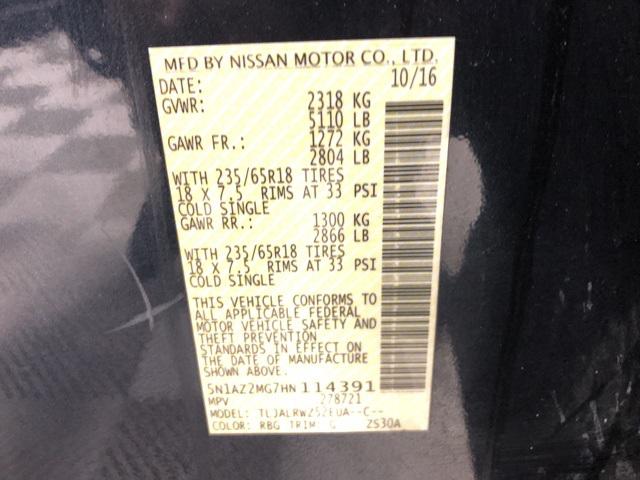 MFD BY NISSAN MOTOR CO., LTD.
DATE: 10/16
GVWR: 2318 KG
5110 LB
GAWR FR.: 1272 KG
2804 LB
WITH 235/65R18 TIRES
18 X 7.5 RIMS AT 33 PSI
COLD SINGLE
GAWR RR.: 1300 KG
2866 LB
WITH 235/65R18 TIRES
18 X 7.5 RIMS AT 33 PSI
COLD SINGLE
THIS VEHICLE CONFORMS TO
ALL APPLICABLE FEDERAL
MOTOR VEHICLE SAFETY AND
THEFT PREVENTION
STANDARDS IN EFFECT ON
THE DATE OF MANUFACTURE
SHOWN ABOVE.
5N1AZ2MG7HN114391
MPV 278721
MODEL: TLJALRWZ52EUA--C--
COLOR: RBG TRIM: G ZS30A